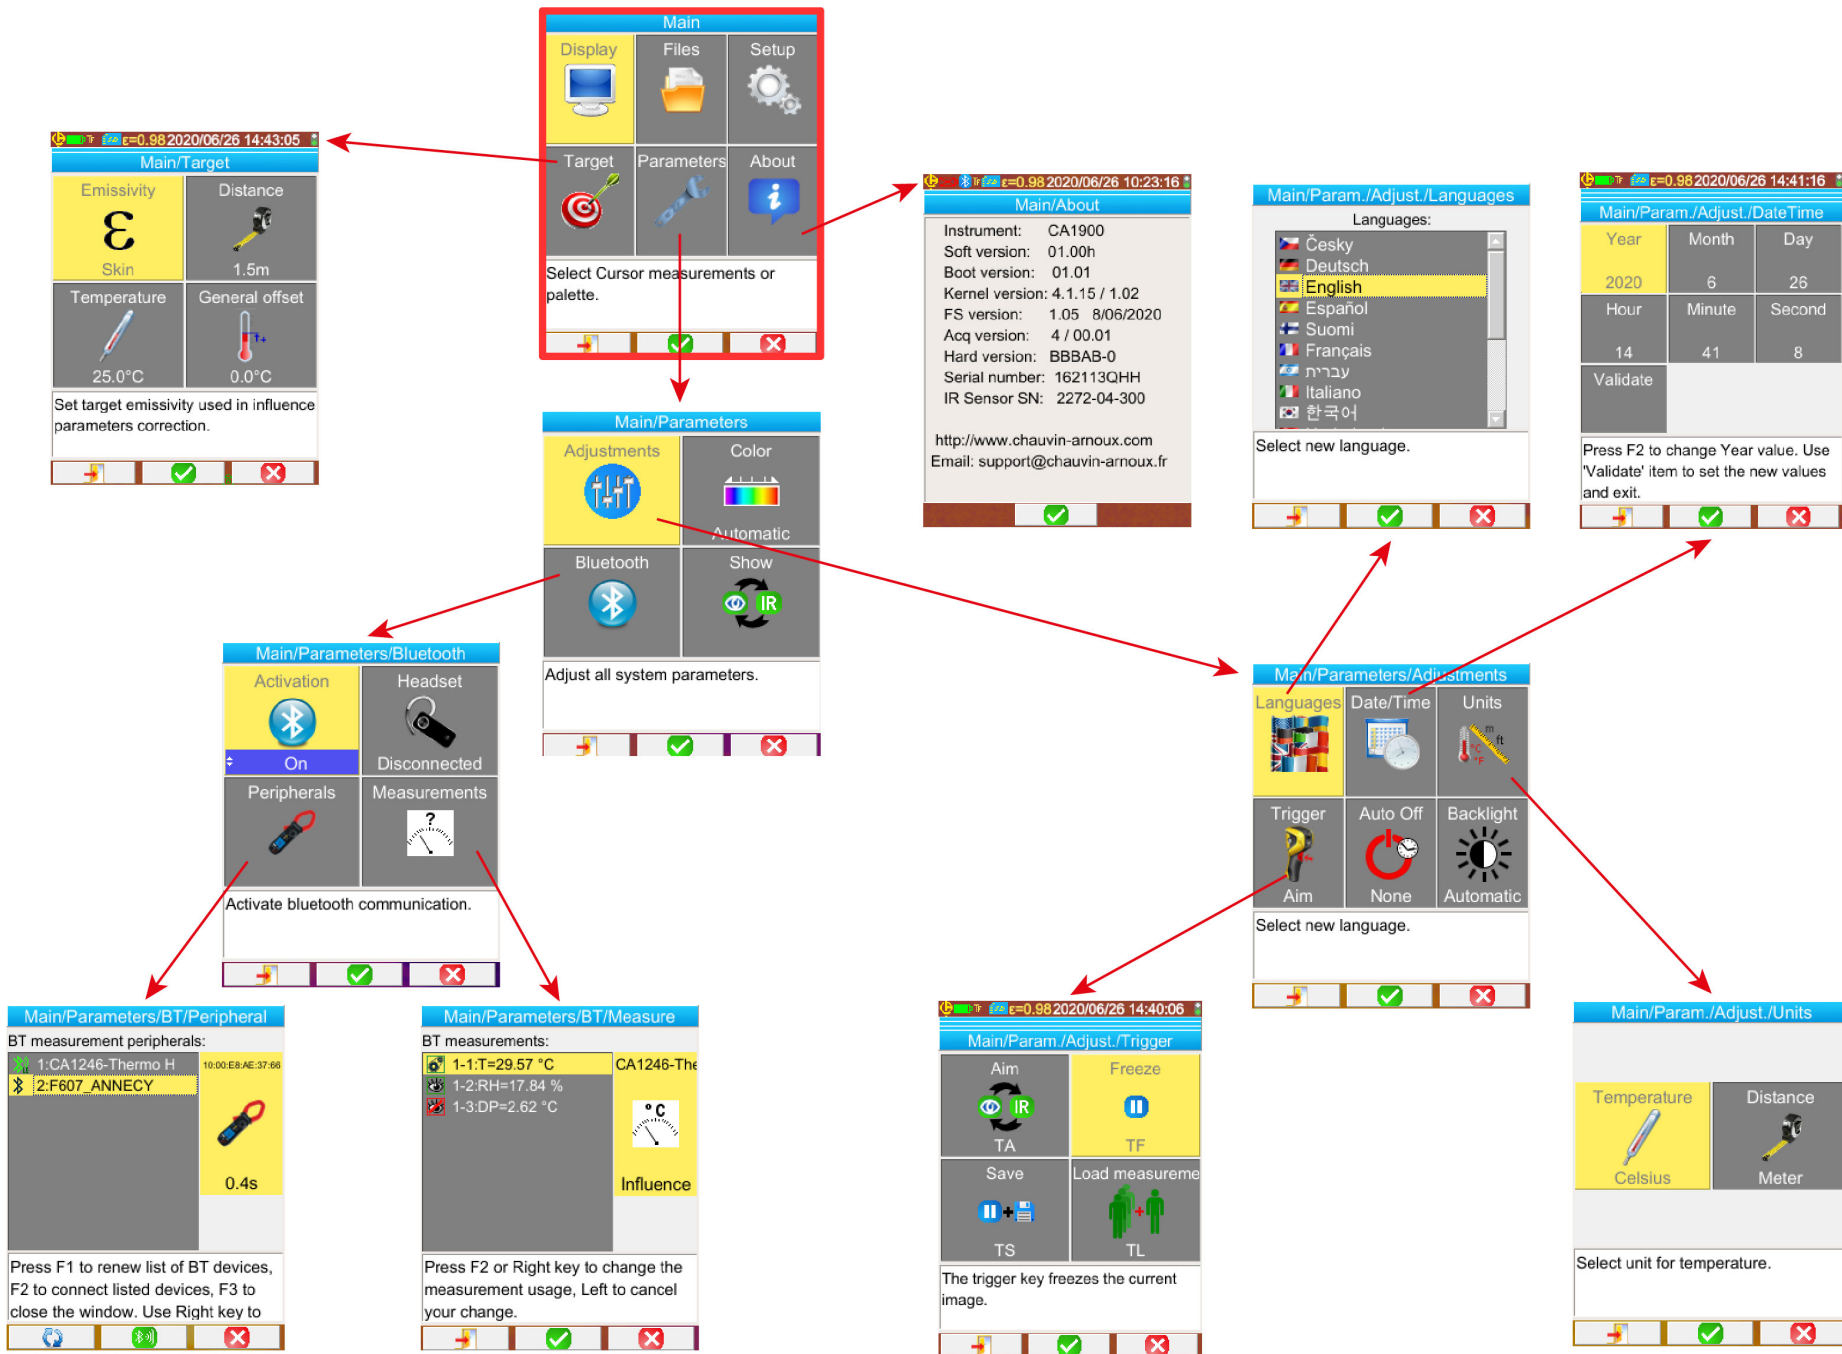 Main
Display
Files
Setup
Target
Parameters
About
Select Cursor measurements or
palette.
ε=0.98 2020/06/26 14:43:05
Main/Target
Emissivity
Distance
ε
Skin
1.5m
Temperature
General offset
25.0°C
0.0°C
Set target emissivity used in influence
parameters correction.
ε=0.98 2020/06/26 10:23:16
Main/About
Instrument: CA1900
Soft version: 01.00h
Boot version: 01.01
Kernel version: 4.1.15 / 1.02
FS version: 1.05 8/06/2020
Acq version: 4 / 00.01
Hard version: BBBAB-0
Serial number: 162113QHH
IR Sensor SN: 2272-04-300
http://www.chauvin-arnoux.com
Email: support@chauvin-arnoux.fr
Main/Param./Adjust./Languages
Languages:
Česky
Deutsch
English
Español
Suomi
Français
עברית
Italiano
한국어
Select new language.
ε=0.98 2020/06/26 14:41:16
Main/Param./Adjust./DateTime
Year
Month
Day
2020
6
26
Hour
Minute
Second
14
41
8
Validate
Press F2 to change Year value. Use
'Validate' item to set the new values
and exit.
Main/Parameters
Adjustments
Color
Automatic
Bluetooth
Show
IR
Adjust all system parameters.
Main/Parameters/Bluetooth
Activation
Headset
On
Disconnected
Peripherals
Measurements
?
Activate bluetooth communication.
Main/Parameters/Adjustments
Languages
Date/Time
Units
m
ft
°C
°F
Trigger
Auto Off
Backlight
Aim
None
Automatic
Select new language.
Main/Parameters/BT/Peripheral
BT measurement peripherals:
1:CA1246-Thermo H
10:00:E8:AE:37:66
2:F607_ANNECY
0.4s
Press F1 to renew list of BT devices,
F2 to connect listed devices, F3 to
close the window. Use Right key to
Main/Parameters/BT/Measure
BT measurements:
1-1:T=29.57 °C
CA1246-The
1-2:RH=17.84 %
1-3:DP=2.62 °C
°C
Influence
Press F2 or Right key to change the
measurement usage, Left to cancel
your change.
ε=0.98 2020/06/26 14:40:06
Main/Param./Adjust./Trigger
Aim
Freeze
IR
TA
TF
Save
Load measureme
TS
TL
The trigger key freezes the current
image.
Main/Param./Adjust./Units
Temperature
Distance
Celsius
Meter
Select unit for temperature.